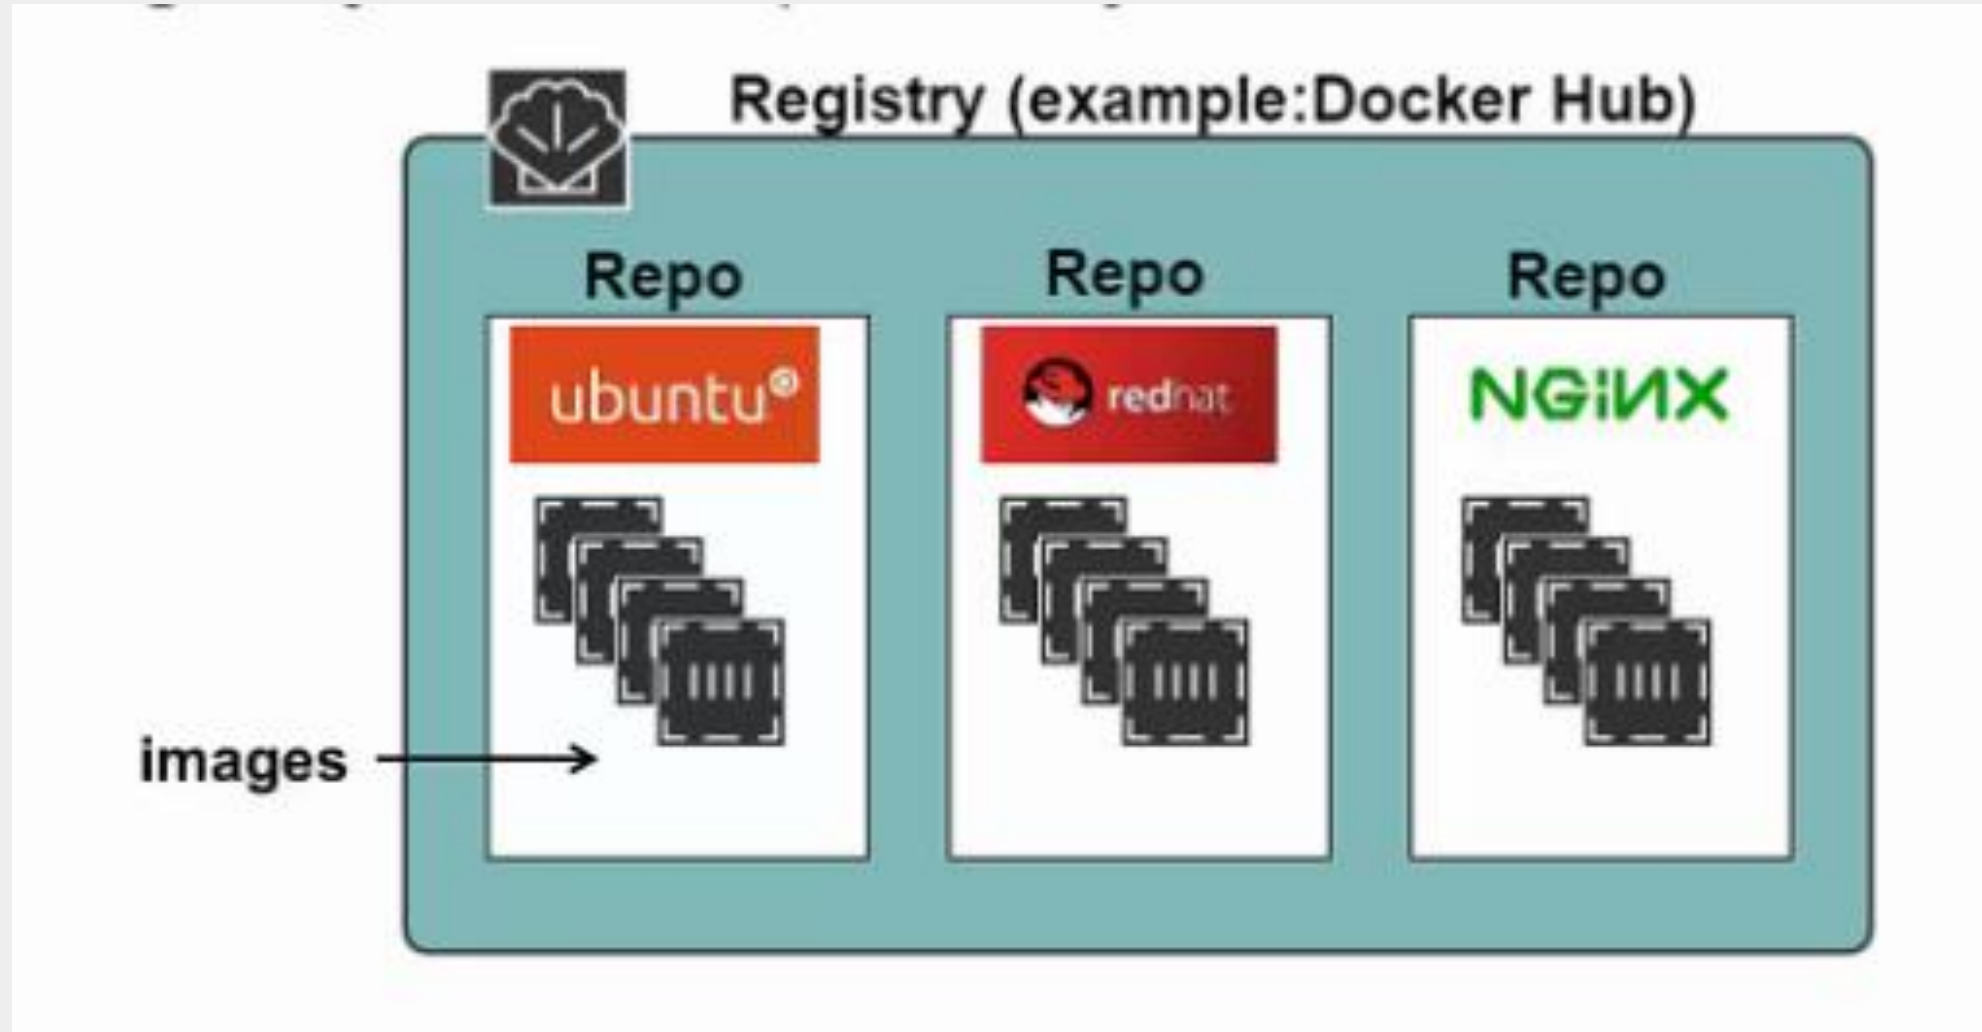 Registry (example:Docker Hub)
Repo
Repo
Repo
ubuntu
redhat
NGiNX
images